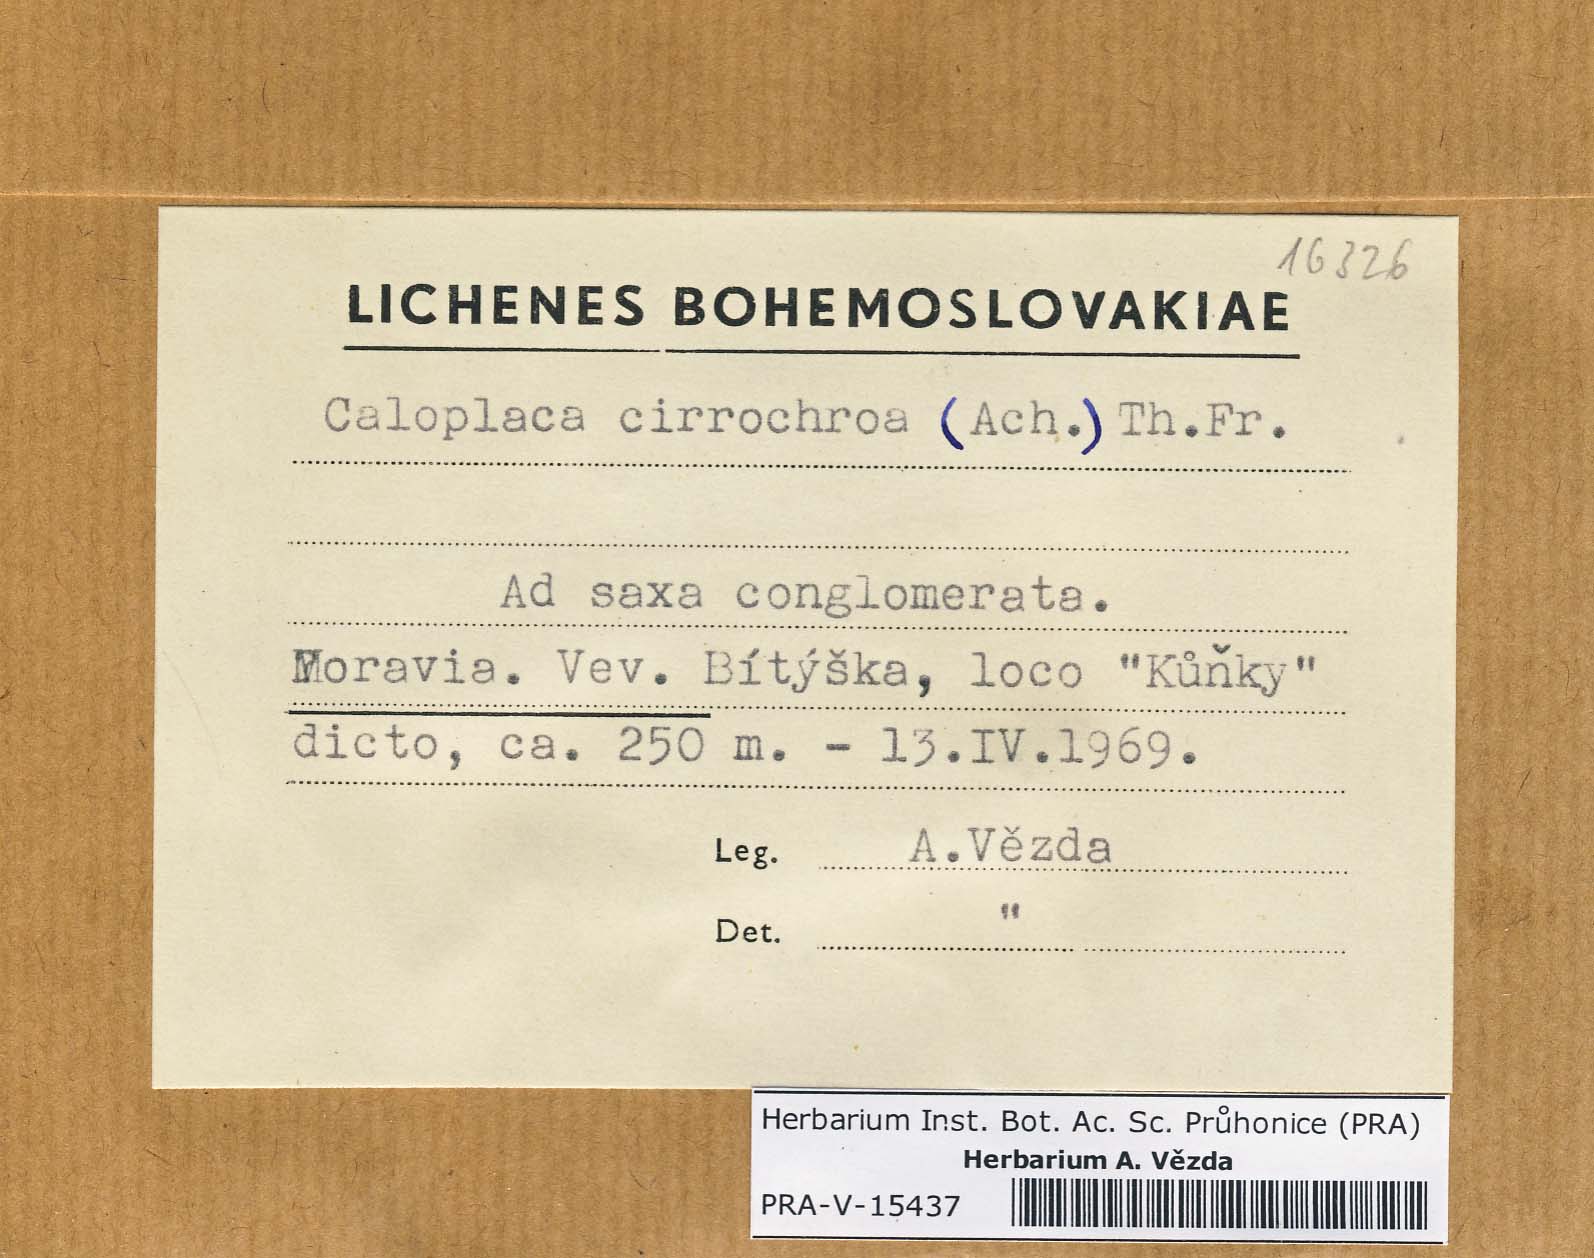 16326
LICHENES BOHEMOSLOVAKIAE
Caloplaca cirrochroa (Ach.) Th.Fr.
Ad saxa conglomerata.
Moravia. Vev. Bítýška, loco "Kůňky"
dicto, ca. 250 m. - 13.IV.1969.
Leg. A.Vězda
Det. "
Herbarium Inst. Bot. Ac. Sc. Průhonice (PRA)
Herbarium A. Vězda
PRA-V-15437